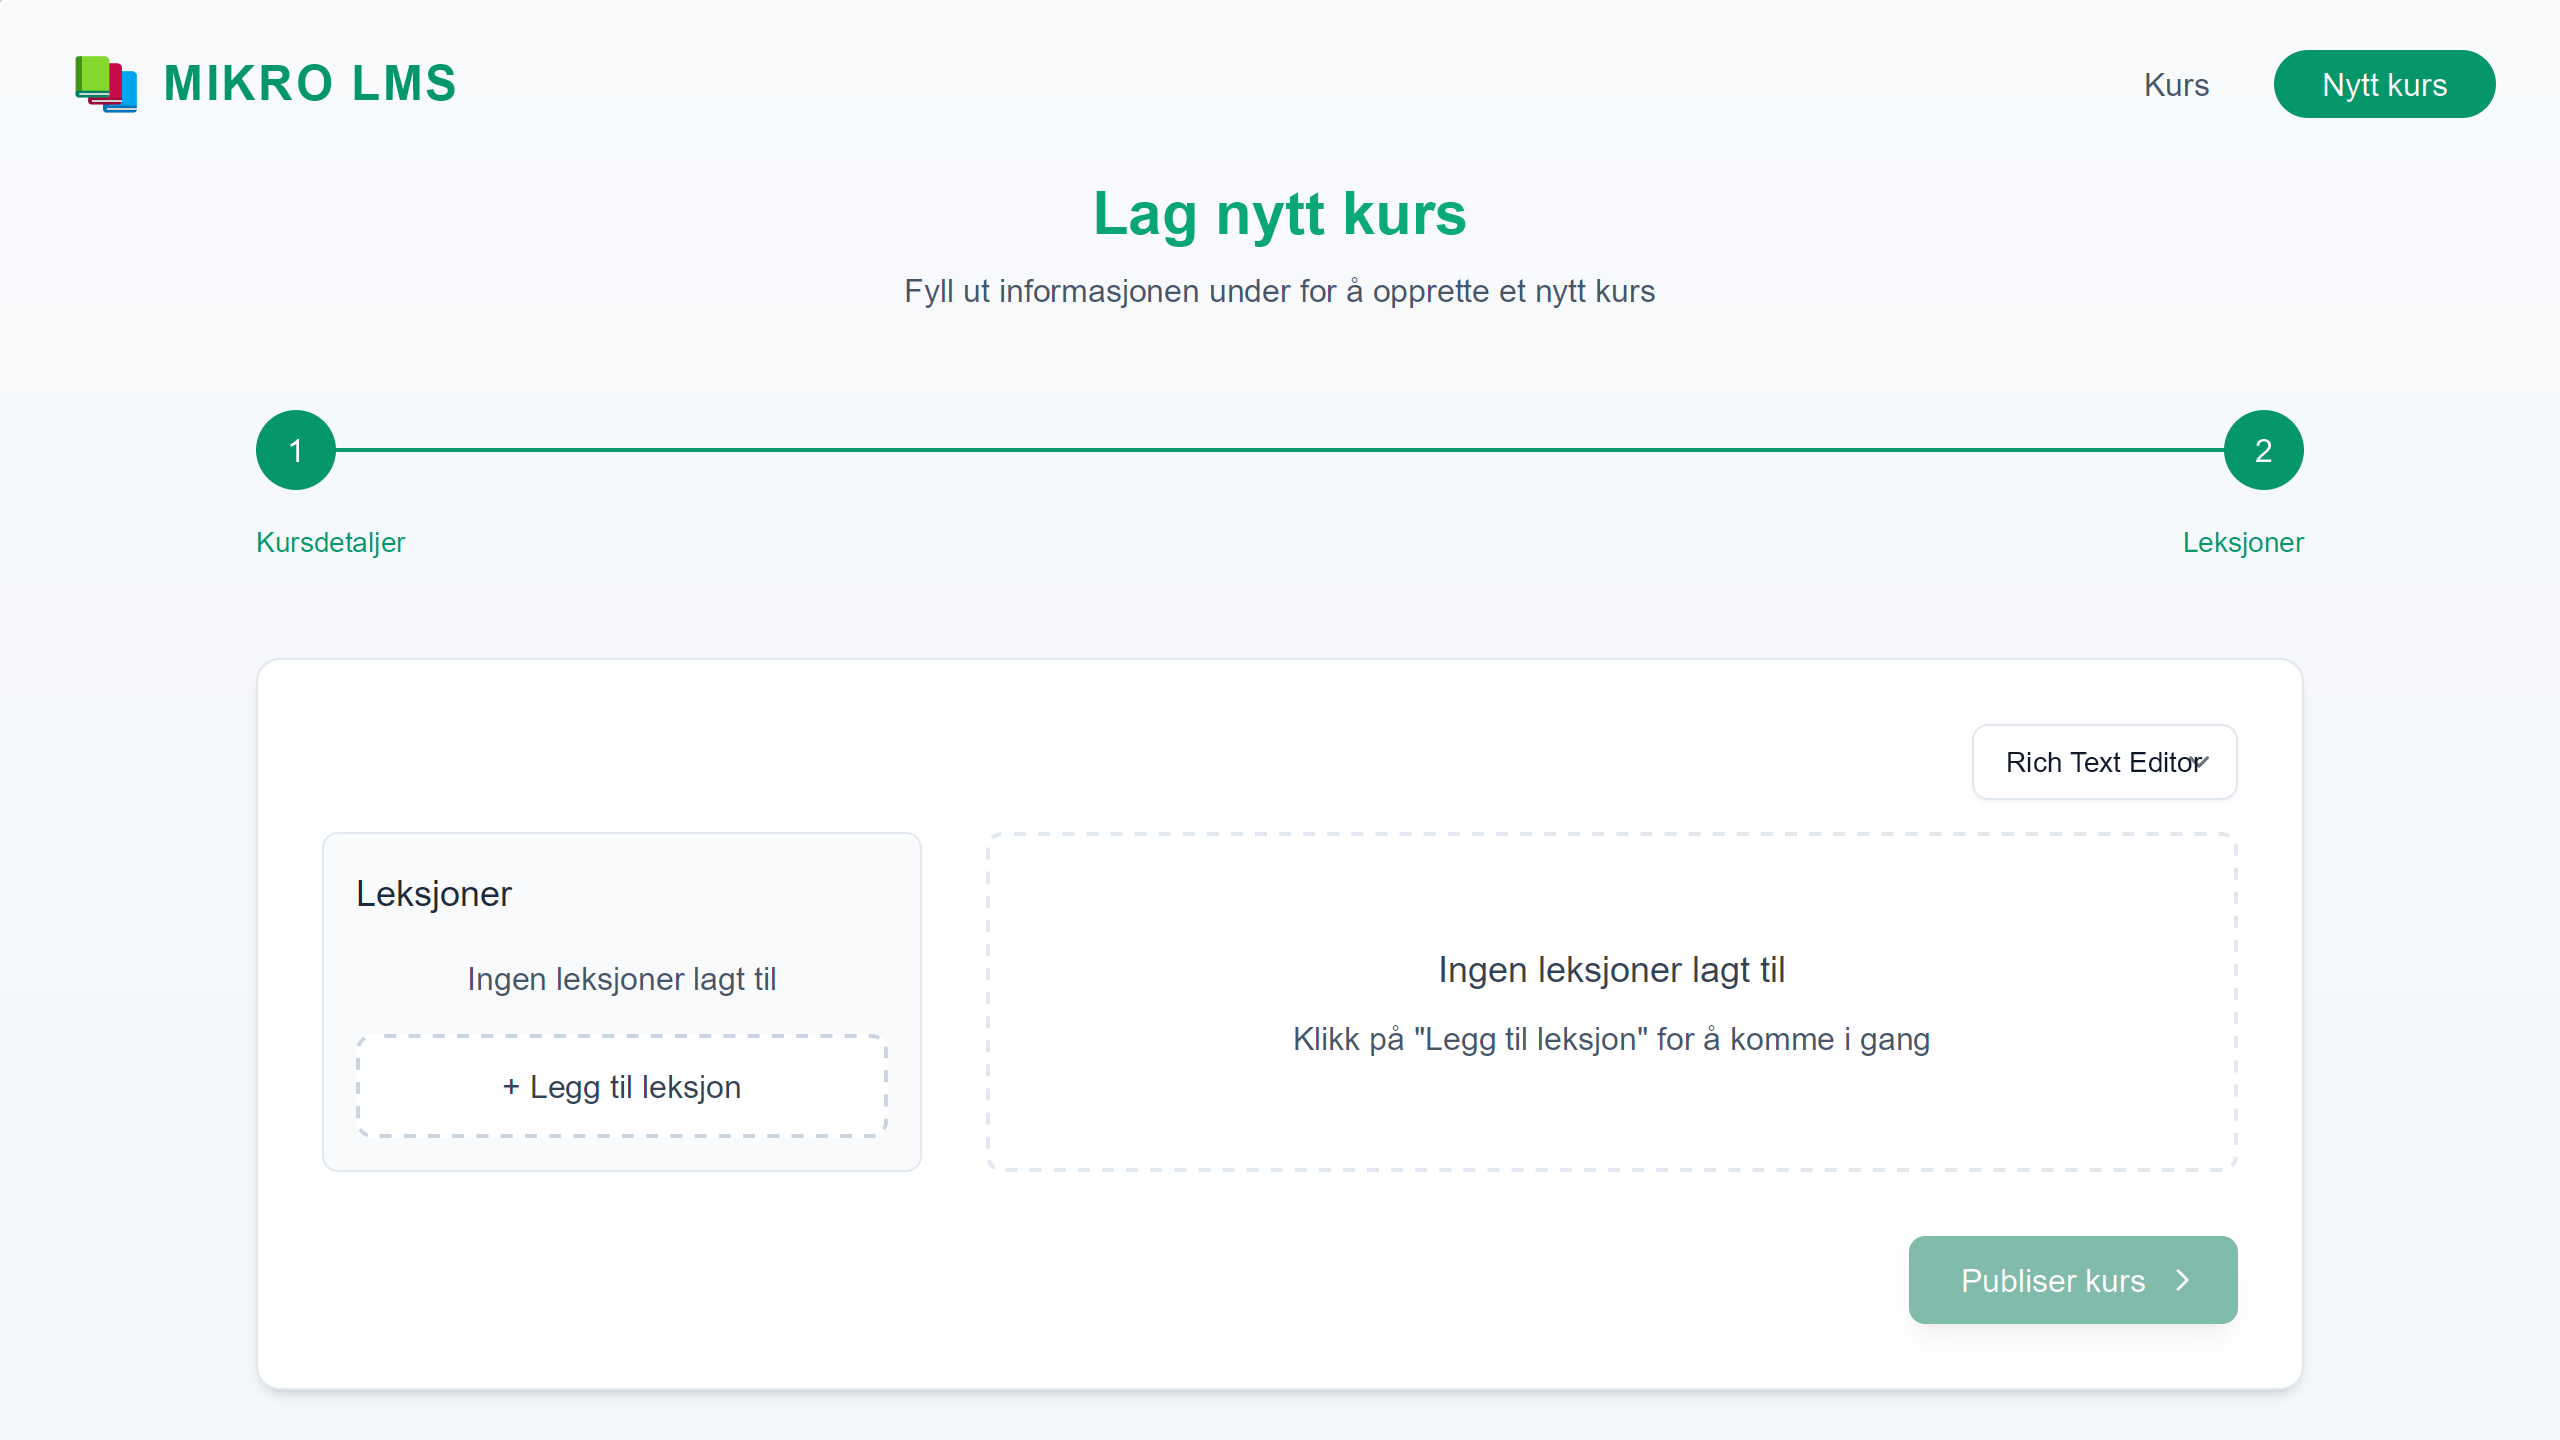 MIKRO LMS
Kurs
Nytt kurs
Lag nytt kurs
Fyll ut informasjonen under for å opprette et nytt kurs
1
2
Kursdetaljer
Leksjoner
Rich Text Editor
Leksjoner
Ingen leksjoner lagt til
+ Legg til leksjon
Ingen leksjoner lagt til
Klikk på "Legg til leksjon" for å komme i gang
Publiser kurs